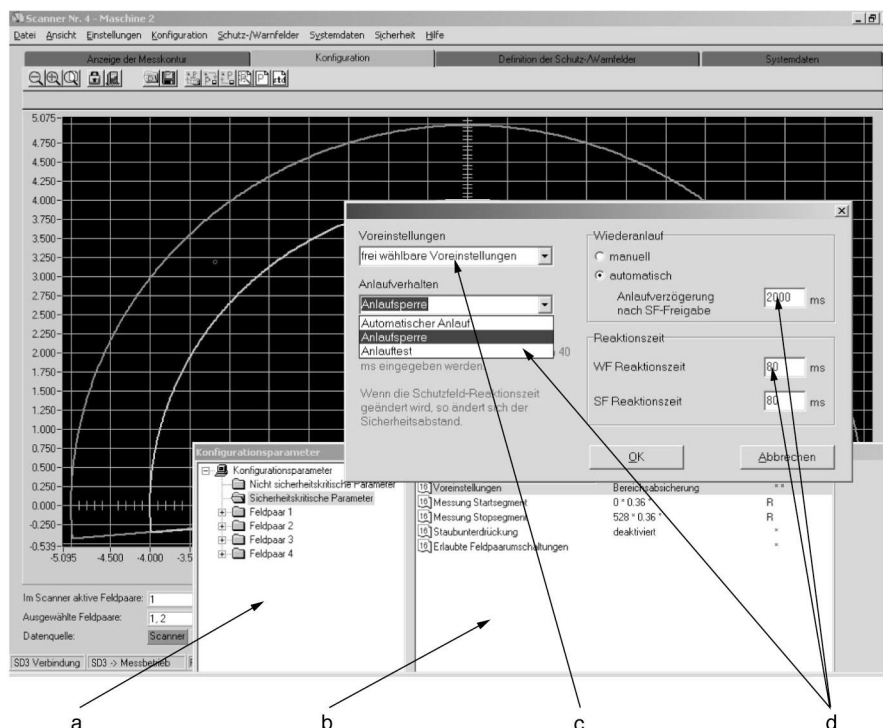 Scanner Nr. 4 - Maschine 2
Datei Ansicht Einstellungen Konfiguration Schutz-/Warnfelder Systemdaten Sicherheit Hilfe
Anzeige der Messkontur Konfiguration Definition der Schutz-/Warnfelder Systemdaten
5.075
4.750
4.500
4.250
4.000
3.750
3.500
3.250
3.000
2.750
2.500
2.250
2.000
1.750
1.500
1.250
1.000
0.750
0.500
0.250
0.000
-0.250
-0.539
-5.095 -4.500 -4.000 -3.5
Voreinstellungen
frei wählbare Voreinstellungen
Anlaufverhalten
Anlaufsperre
Automatischer Anlauf
Anlaufsperre
Anlauftest
40
ms eingegeben werden
Wenn die Schutzfeld-Reaktionszeit
geändert wird, so ändert sich der
Sicherheitsabstand.
Wiederanlauf
manuell
automatisch
Anlaufverzögerung
nach SF-Freigabe
2000 ms
Reaktionszeit
WF Reaktionszeit 80 ms
SF Reaktionszeit 80 ms
OK Abbrechen
Konfigurationsparameter
Konfigurationsparameter
Nicht sicherheitskritische Parameter
Sicherheitskritische Parameter
Feldpaar 1
Feldpaar 2
Feldpaar 3
Feldpaar 4
Voreinstellungen Bereichsabsicherung **
Messung Startsegment 0 * 0.36 ° R
Messung Stopsegment 528 * 0.36 ° R
Staubunterdrückung deaktiviert *
Erlaubte Feldpaarumschaltungen *
Im Scanner aktive Feldpaare: 1
Ausgewählte Feldpaare: 1, 2
Datenquelle: Scanner
SD3 Verbindung SD3 -> Messbetrieb
a b c d